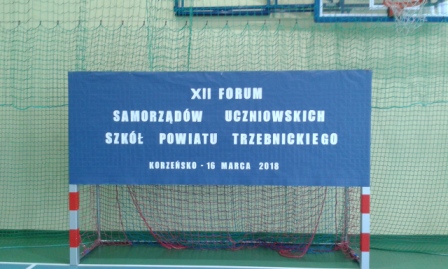 XII FORUM
SAMORZĄDÓW UCZNIOWSKICH
SZKÓŁ POWIATU TRZEBNICKIEGO
KORZEŃSKO - 16 MARCA 2018